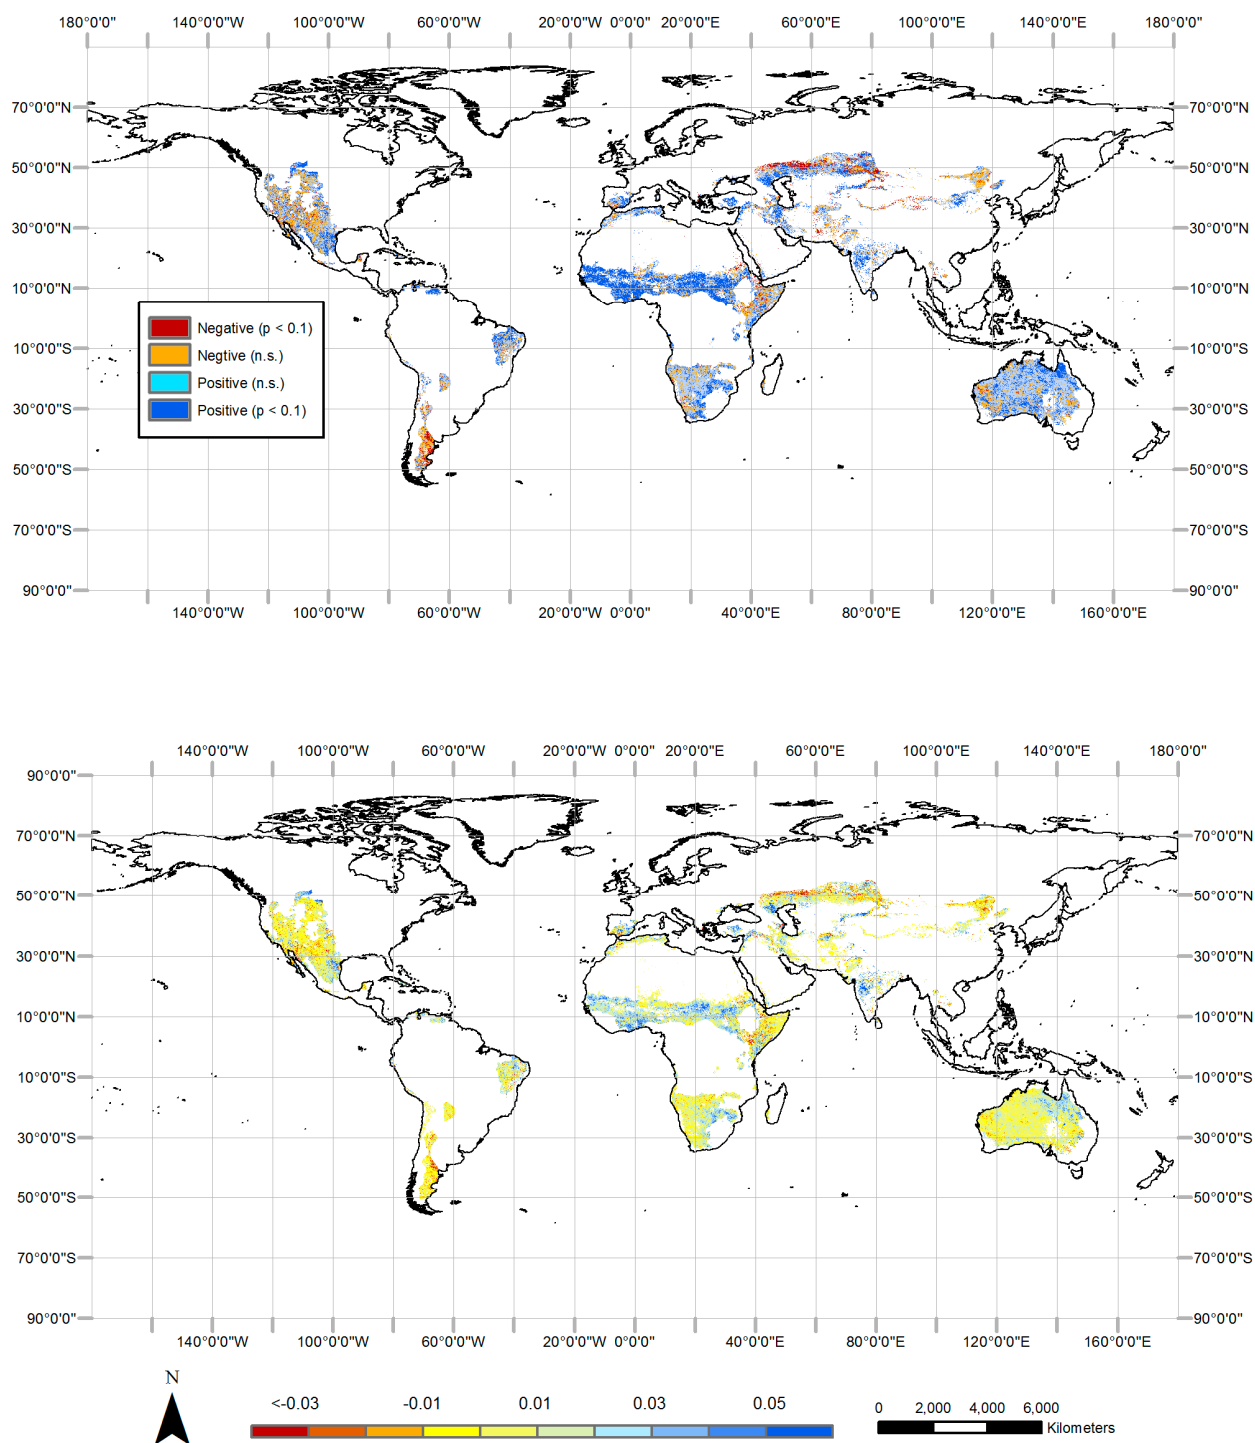 180°0'0" 140°0'0"W 100°0'0"W 60°0'0"W 20°0'0"W 0°0'0" 20°0'0"E 60°0'0"E 100°0'0"E 140°0'0"E 180°0'0"
70°0'0"N 70°0'0"N
50°0'0"N 50°0'0"N
30°0'0"N 30°0'0"N
10°0'0"N 10°0'0"N
Negative (p < 0.1)
Negtive (n.s.)
Positive (n.s.)
Positive (p < 0.1)
10°0'0"S 10°0'0"S
30°0'0"S 30°0'0"S
50°0'0"S 50°0'0"S
70°0'0"S 70°0'0"S
90°0'0" 90°0'0"
140°0'0"W 100°0'0"W 60°0'0"W 20°0'0"W 0°0'0" 20°0'0"E 40°0'0"E 80°0'0"E 120°0'0"E 160°0'0"E
140°0'0"W 100°0'0"W 60°0'0"W 20°0'0"W 0°0'0" 20°0'0"E 60°0'0"E 100°0'0"E 140°0'0"E 180°0'0"
90°0'0"
70°0'0"N 70°0'0"N
50°0'0"N 50°0'0"N
30°0'0"N 30°0'0"N
10°0'0"N 10°0'0"N
10°0'0"S 10°0'0"S
30°0'0"S 30°0'0"S
50°0'0"S 50°0'0"S
70°0'0"S 70°0'0"S
90°0'0" 90°0'0"
140°0'0"W 100°0'0"W 60°0'0"W 20°0'0"W 0°0'0" 40°0'0"E 80°0'0"E 120°0'0"E 160°0'0"E
N
<-0.03 -0.01 0.01 0.03 0.05
0 2,000 4,000 6,000
Kilometers